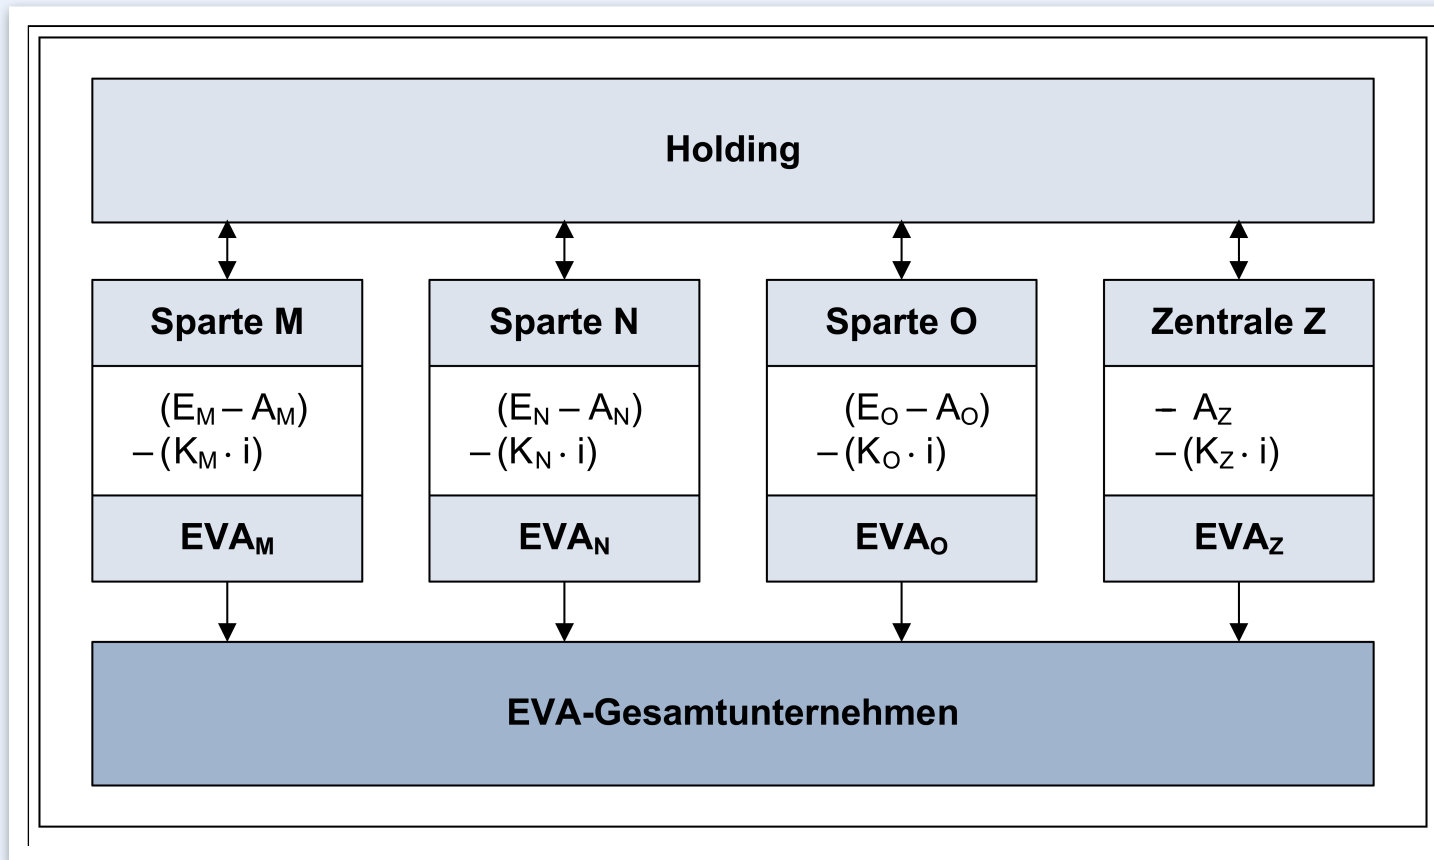 Holding
Sparte M
Sparte N
Sparte O
Zentrale Z
(E_M – A_M)
– (K_M · i)
(E_N – A_N)
– (K_N · i)
(E_O – A_O)
– (K_O · i)
– A_Z
– (K_Z · i)
EVA_M
EVA_N
EVA_O
EVA_Z
EVA-Gesamtunternehmen